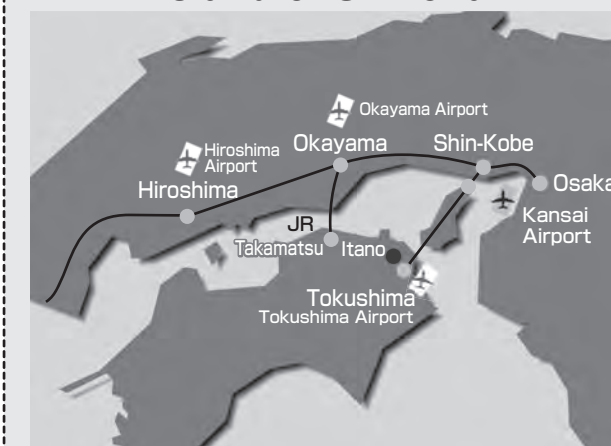 Okayama Airport
Hiroshima
Airport
Okayama
Shin-Kobe
Hiroshima
Osaka
Kansai
Airport
JR
Takamatsu
Itano
Tokushima
Tokushima Airport